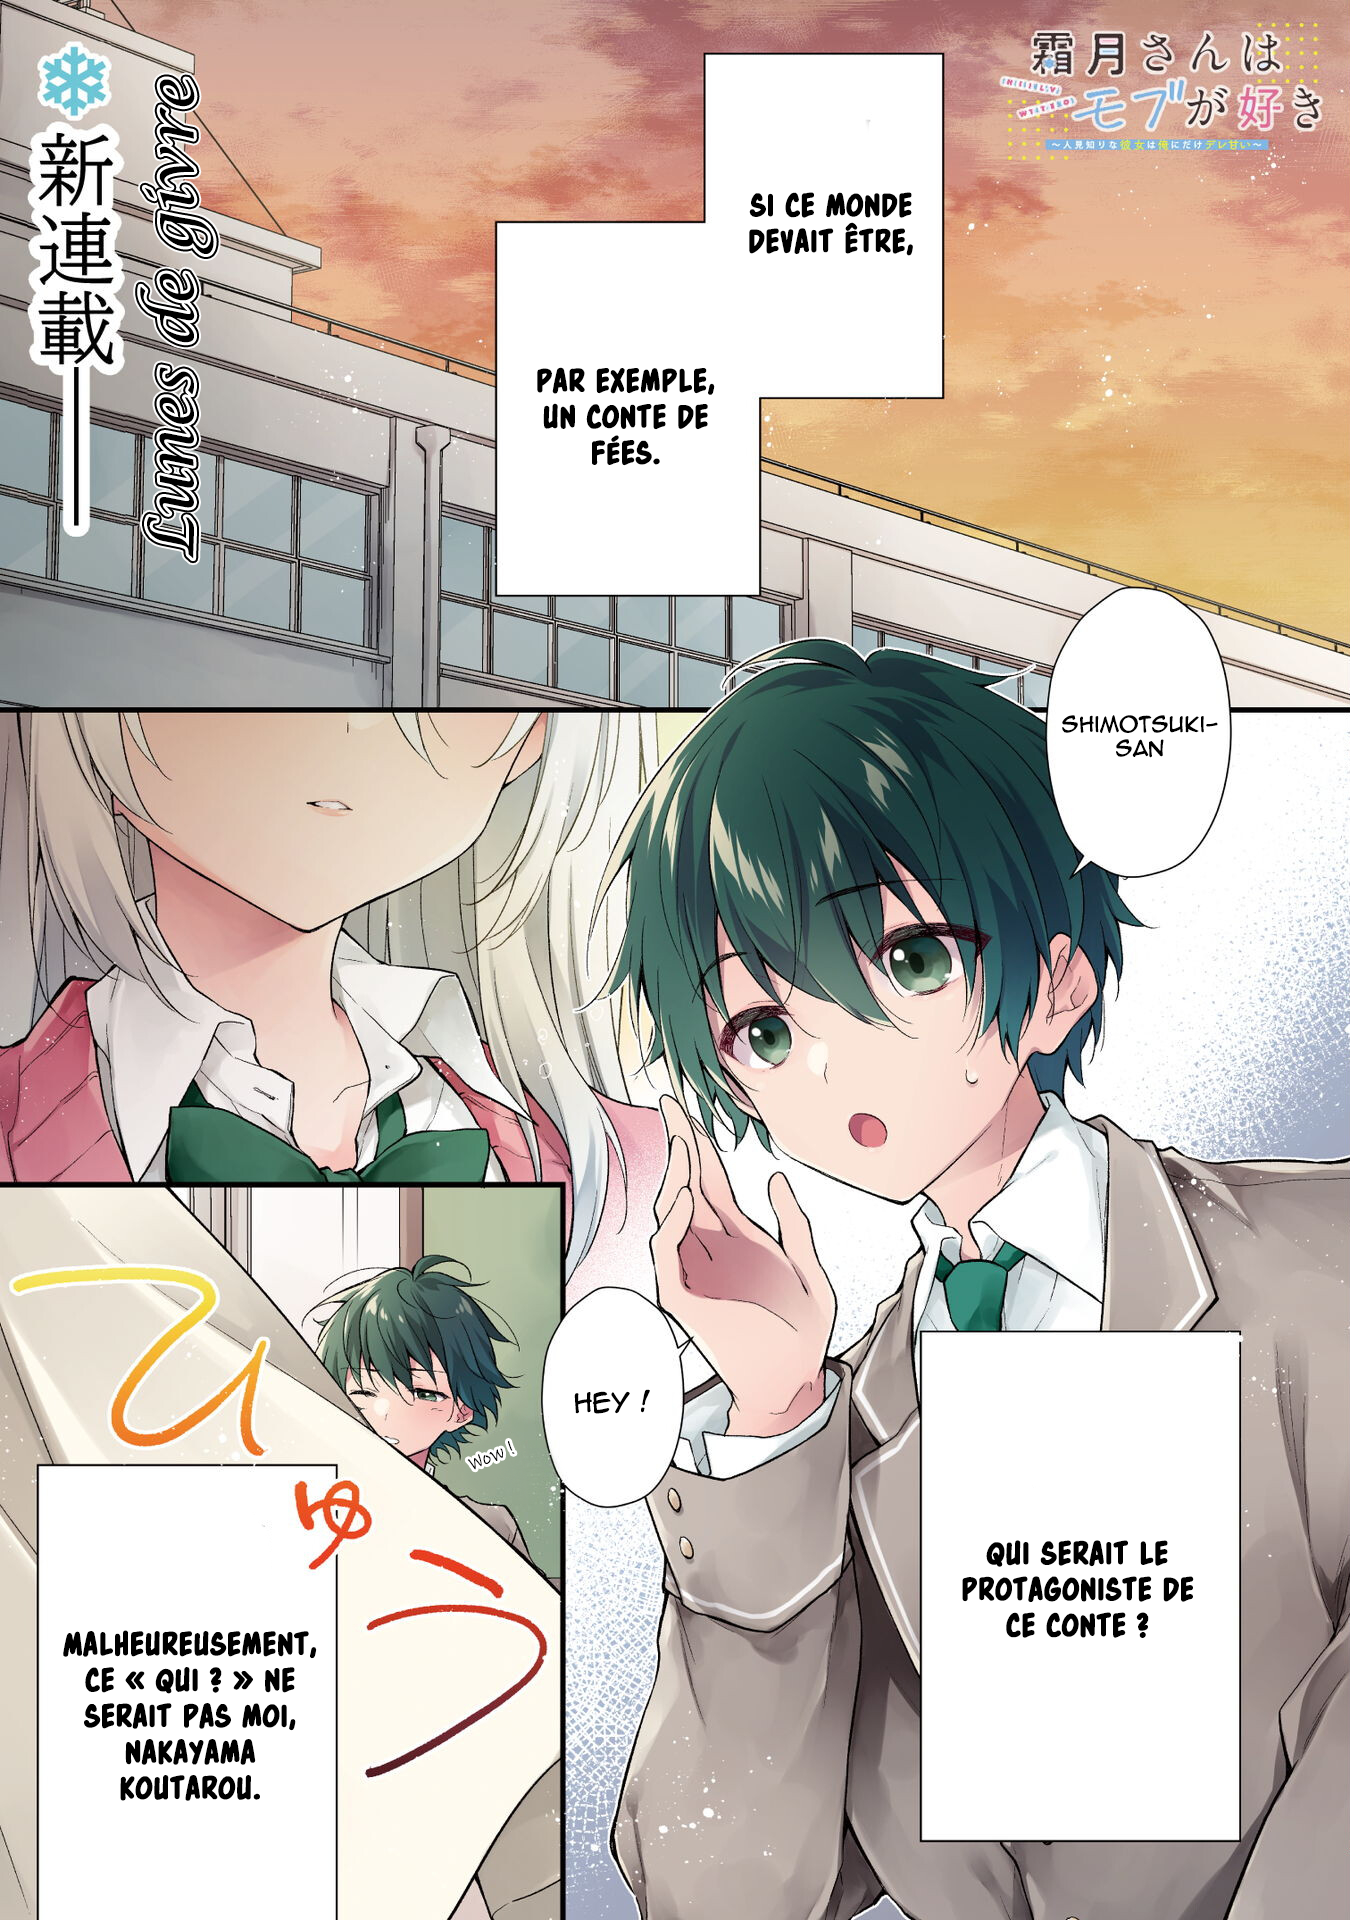 霜月さんは
モブが好き
～人見知りな彼女は俺にだけデレ甘い～
新連載――
Lunes de givre
SI CE MONDE
DEVAIT ÊTRE,
PAR EXEMPLE,
UN CONTE DE
FÉES.
SHIMOTSUKI-
SAN
HEY !
QUI SERAIT LE
PROTAGONISTE DE
CE CONTE ?
WOW !
ひゅう
MALHEUREUSEMENT,
CE « QUI ? » NE
SERAIT PAS MOI,
NAKAYAMA
KOUTAROU.